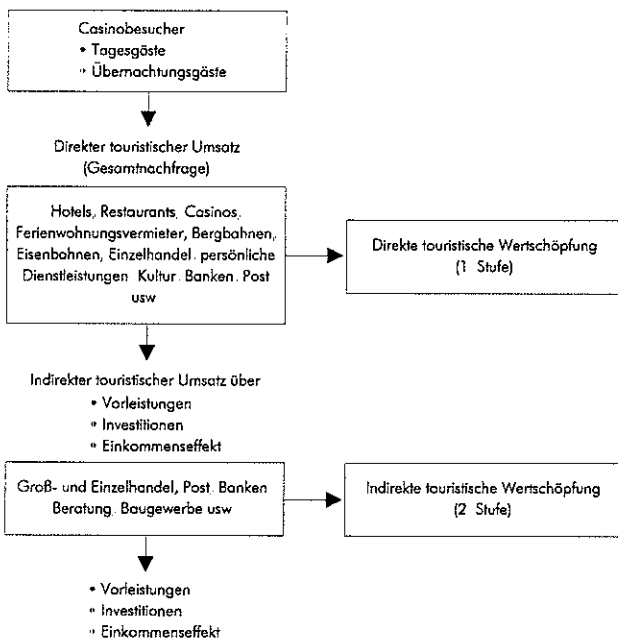 Casinobesucher
• Tagesgäste
• Übernachtungsgäste
Direkter touristischer Umsatz
(Gesamtnachfrage)
Hotels, Restaurants, Casinos,
Ferienwohnungsvermieter, Bergbahnen,
Eisenbahnen, Einzelhandel. persönliche
Dienstleistungen Kultur. Banken. Post
usw
Direkte touristische Wertschöpfung
(1 Stufe)
Indirekter touristischer Umsatz über
• Vorleistungen
• Investitionen
• Einkommenseffekt
Groß- und Einzelhandel, Post. Banken
Beratung. Baugewerbe usw
Indirekte touristische Wertschöpfung
(2 Stufe)
• Vorleistungen
• Investitionen
• Einkommenseffekt